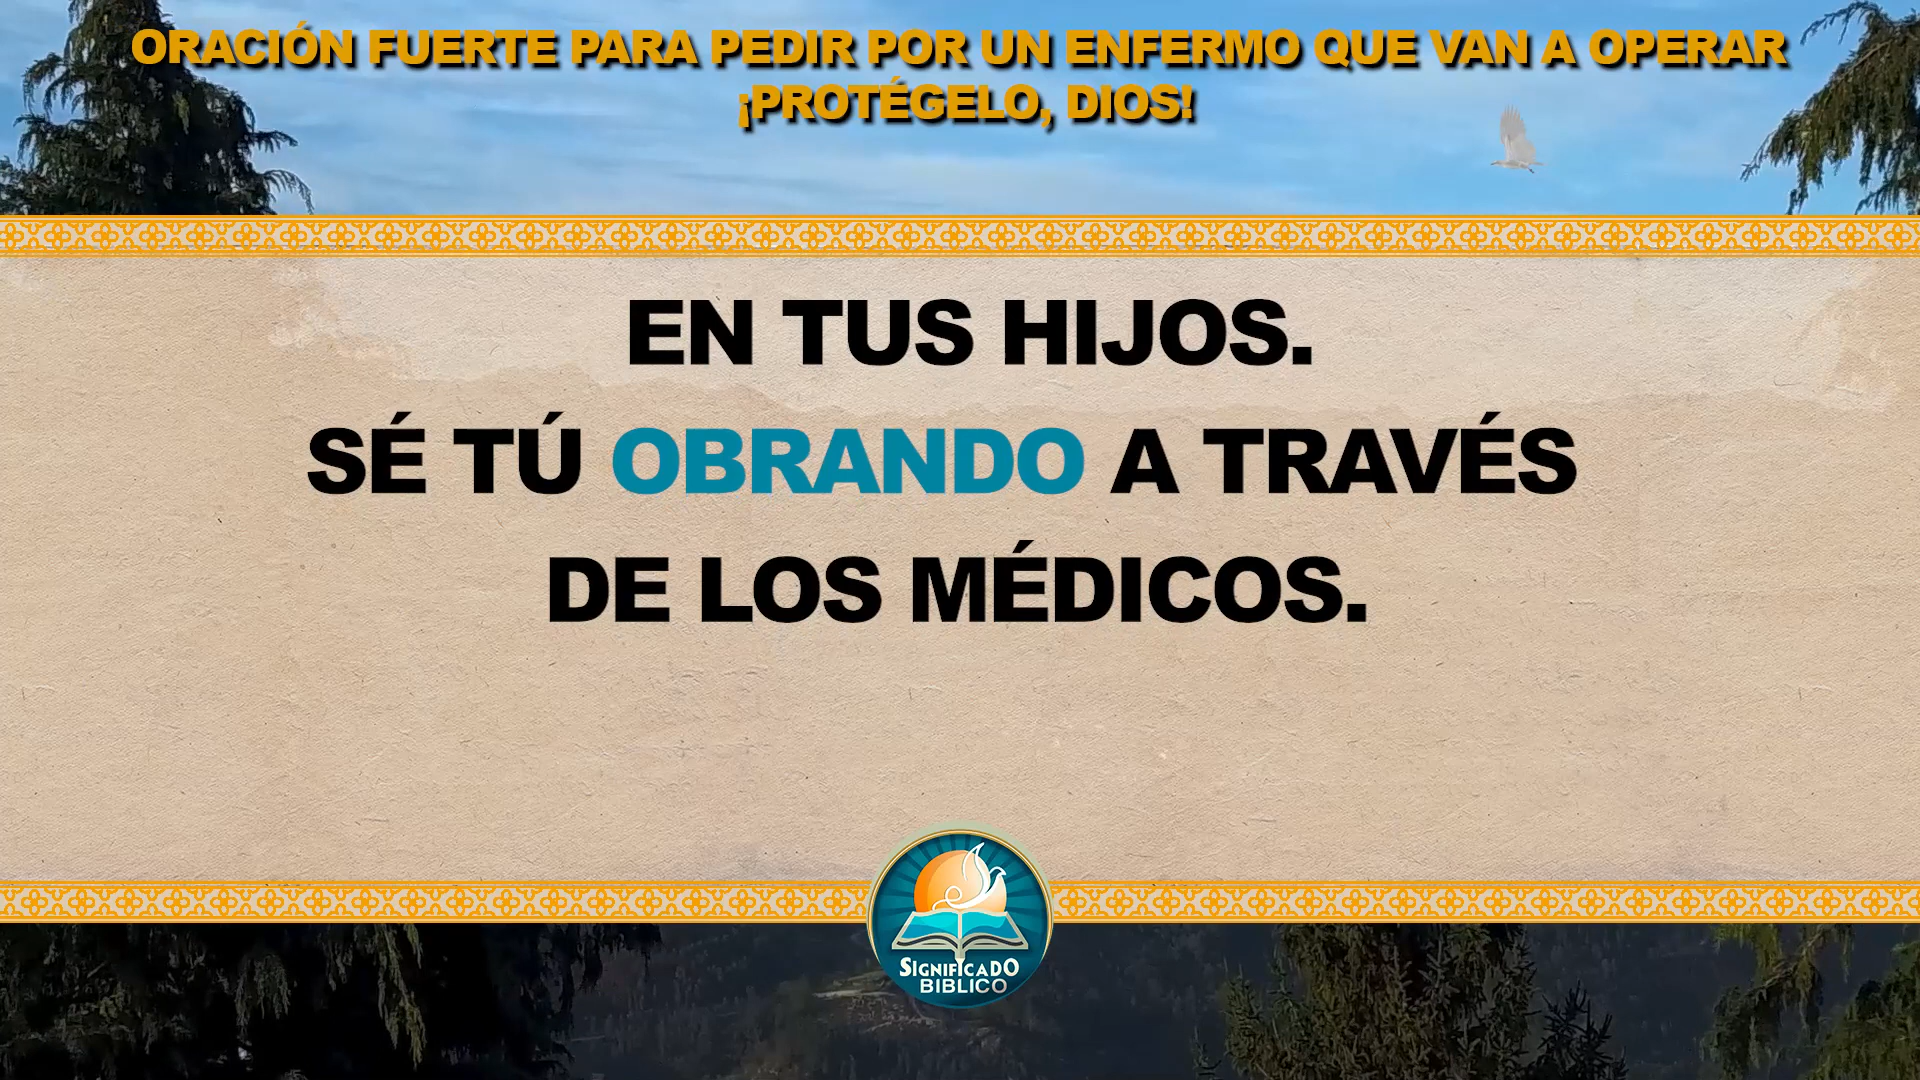 ORACIÓN FUERTE PARA PEDIR POR UN ENFERMO QUE VAN A OPERAR
¡PROTÉGELO, DIOS!
EN TUS HIJOS.
SÉ TÚ OBRANDO A TRAVÉS
DE LOS MÉDICOS.
SIGNIFICADO
BIBLICO